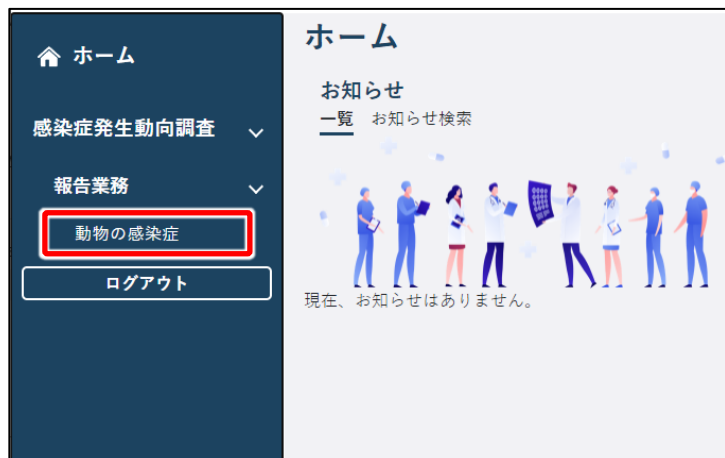 ホーム
感染症発生動向調査
報告業務
動物の感染症
ログアウト
ホーム
お知らせ
一覧 お知らせ検索
現在、お知らせはありません。